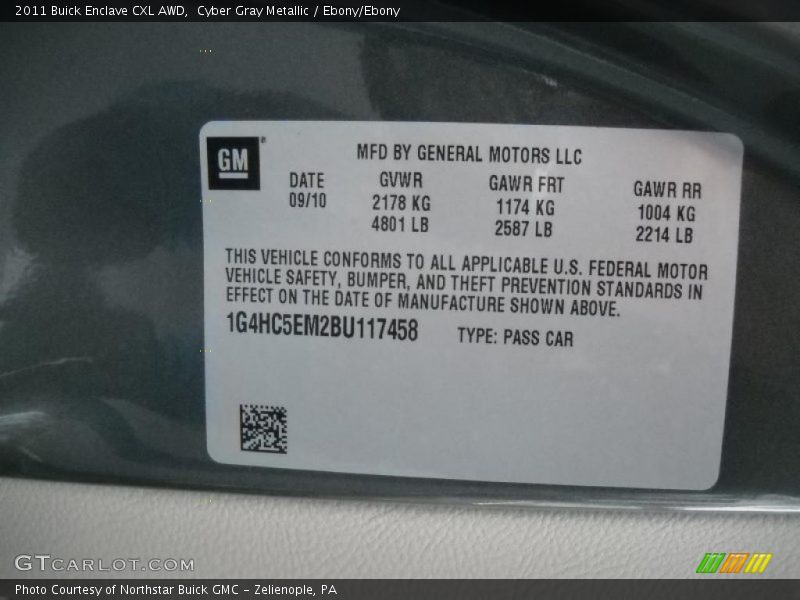 2011 Buick Enclave CXL AWD,  Cyber Gray Metallic / Ebony/Ebony
GM
MFD BY GENERAL MOTORS LLC
DATE GVWR GAWR FRT GAWR RR
09/10 2178 KG 1174 KG 1004 KG
4801 LB 2587 LB 2214 LB
THIS VEHICLE CONFORMS TO ALL APPLICABLE U.S. FEDERAL MOTOR
VEHICLE SAFETY, BUMPER, AND THEFT PREVENTION STANDARDS IN
EFFECT ON THE DATE OF MANUFACTURE SHOWN ABOVE.
1G4HC5EM2BU117458 TYPE: PASS CAR
GTCARLOT.COM
Photo Courtesy of Northstar Buick GMC - Zelienople, PA